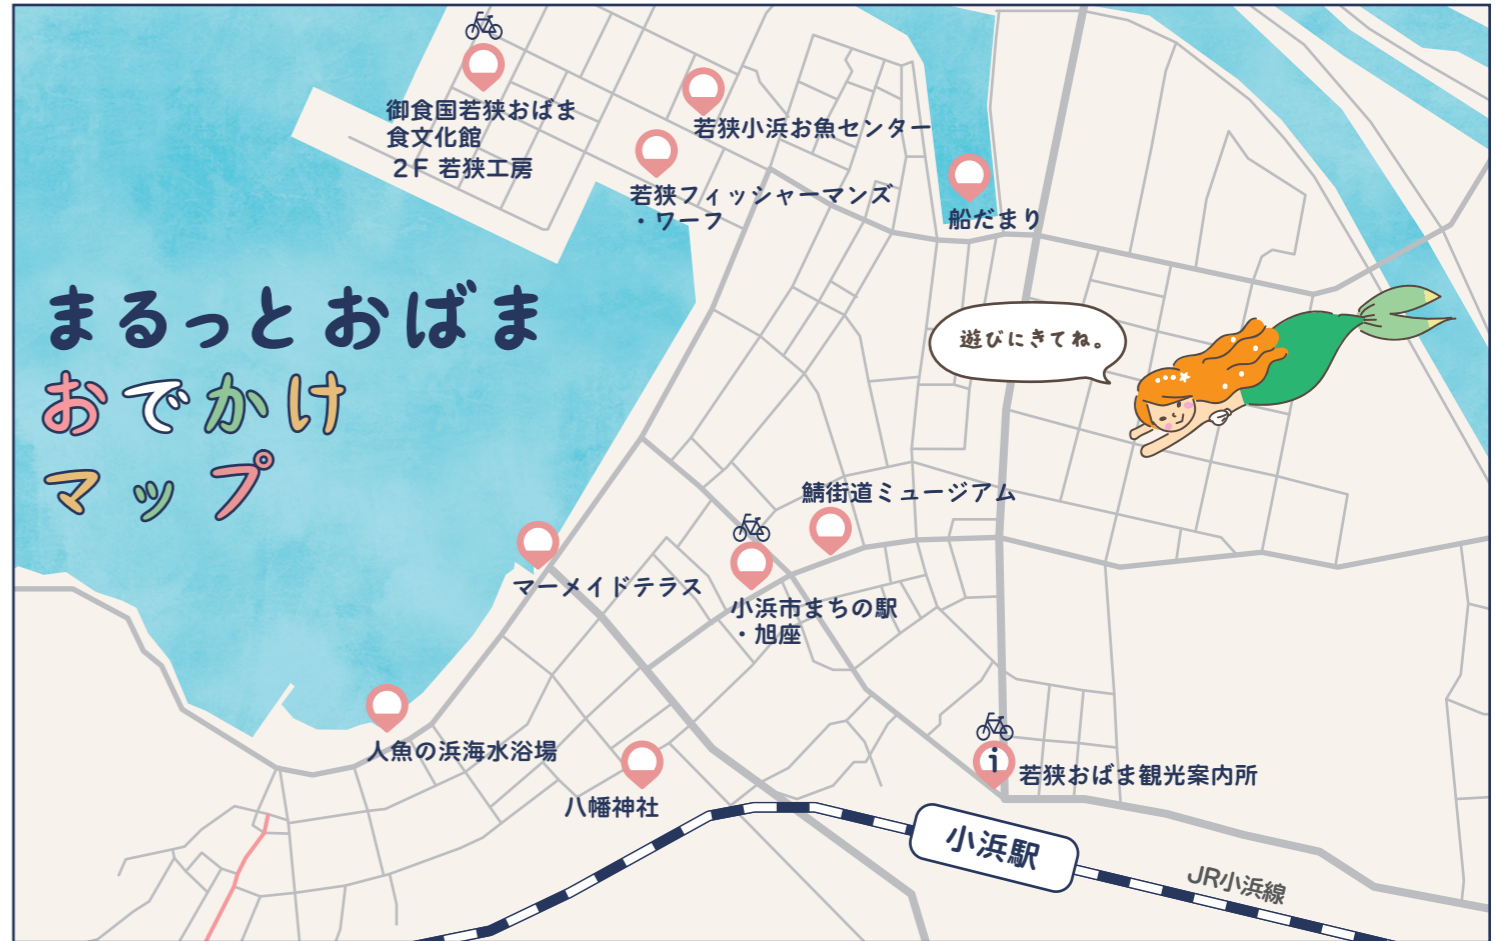 御食国若狭おばま
食文化館
2F 若狭工房
若狭小浜お魚センター
若狭フィッシャーマンズ
・ワーフ
船だまり
まるっとおばま
おでかけ
マップ
遊びにきてね。
鯖街道ミュージアム
マーメイドテラス
小浜市まちの駅
・旭座
人魚の浜海水浴場
八幡神社
i
若狭おばま観光案内所
小浜駅
JR小浜線